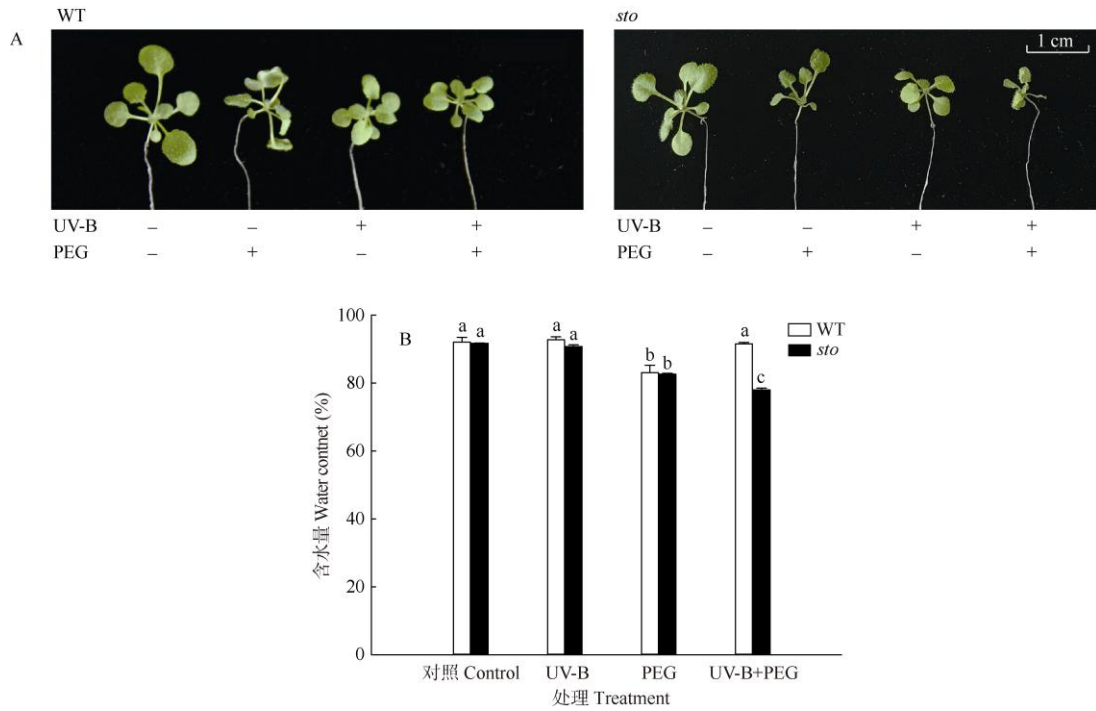 WT
sto
A
1 cm
UV-B – – + +
PEG – + – +
UV-B – – + +
PEG – + – +
B
WT
sto
含水量 Water contnet (%)
100
80
60
40
20
0
a a
a a
b b
a c
对照 Control UV-B PEG UV-B+PEG
处理 Treatment